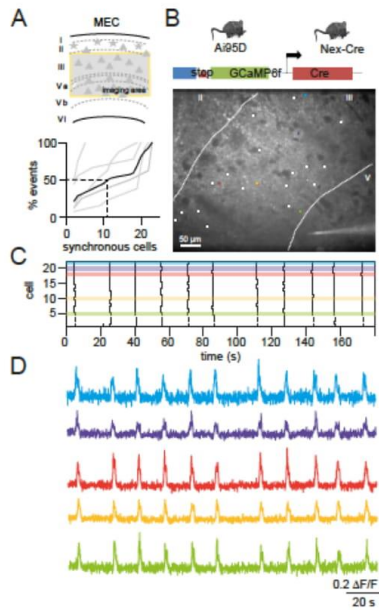 A
MEC
I
II
III
Va
imaging area
Vb
VI
100
50
0
% events
0 10 20
synchronous cells
B
Ai95D
Nex-Cre
stop GCaMP6f Cre
II
III
V
50 µm
C
20
15
10
5
cell
0 20 40 60 80 100 120 140 160
time (s)
D
0.2 ΔF/F
20 s